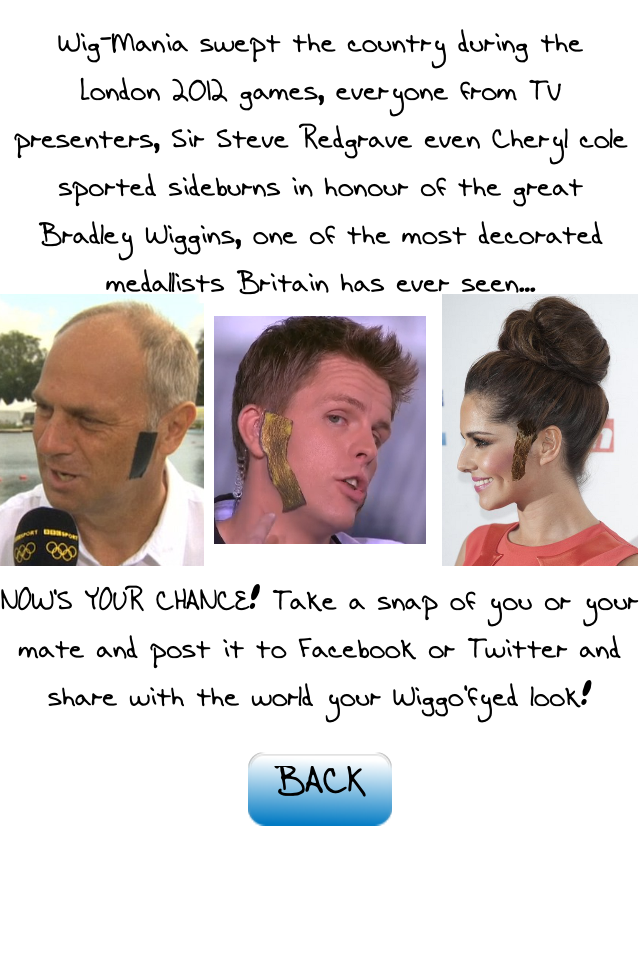 Wig-Mania swept the country during the
London 2012 games, everyone from TV
presenters, Sir Steve Redgrave even Cheryl cole
sported sideburns in honour of the great
Bradley Wiggins, one of the most decorated
medallists Britain has ever seen...
SPORT BBC SPORT
NOW'S YOUR CHANCE! Take a snap of you or your
mate and post it to Facebook or Twitter and
share with the world your Wiggo'fyed look!
BACK